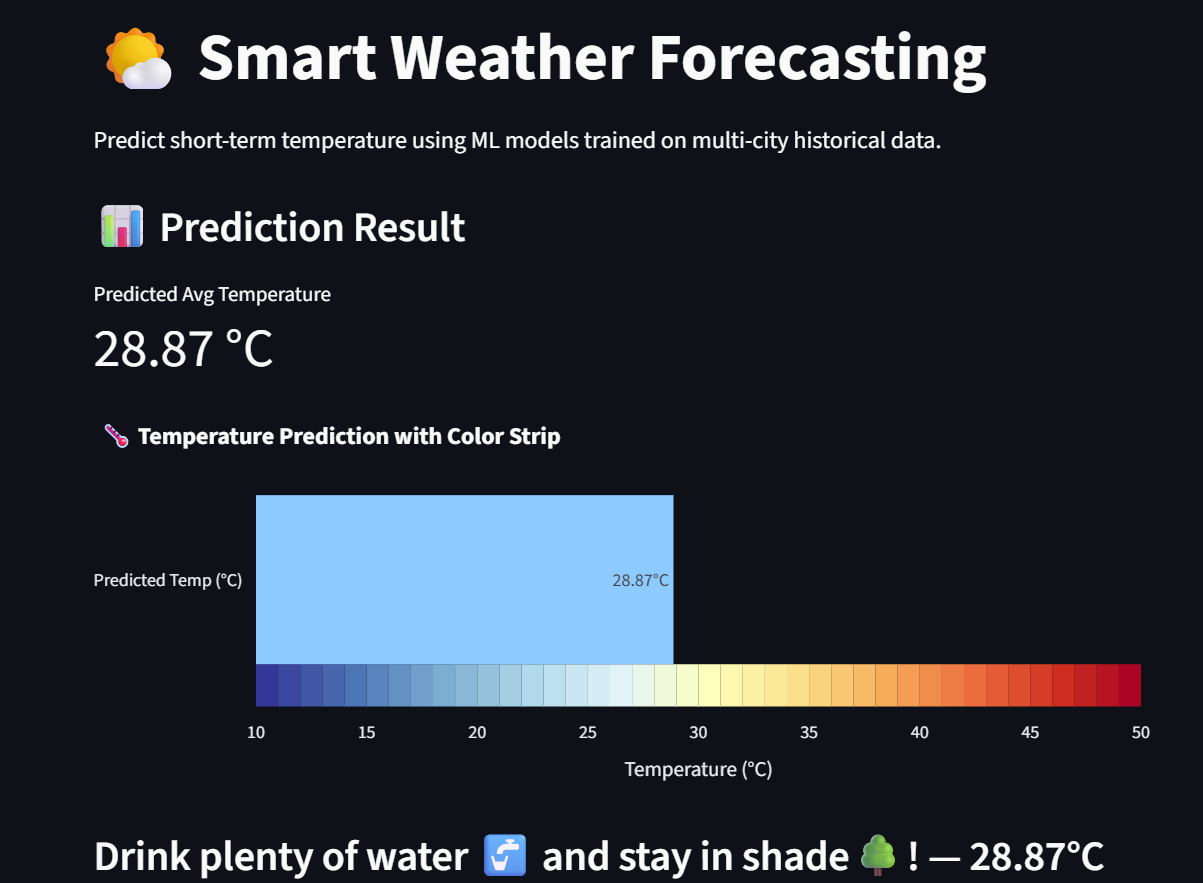 Smart Weather Forecasting
Predict short-term temperature using ML models trained on multi-city historical data.
Prediction Result
Predicted Avg Temperature
28.87 °C
Temperature Prediction with Color Strip
28.87°C
Predicted Temp (°C)
10 15 20 25 30 35 40 45 50
Temperature (°C)
Drink plenty of water 🚰 and stay in shade 🌳 ! — 28.87°C